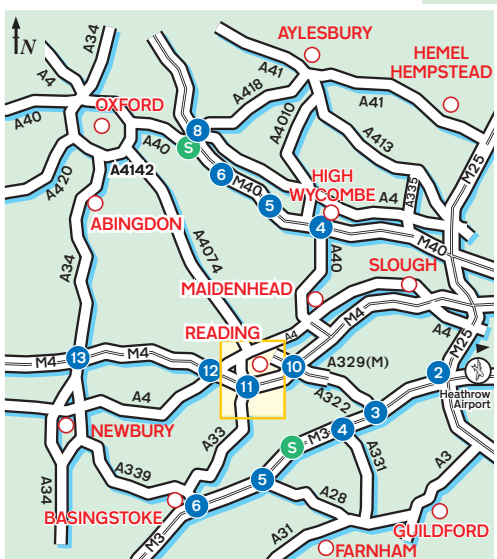 N
A34
A4
A40
OXFORD
A40
A4142
A420
ABINGDON
A34
A4074
AYLESBURY
A41
A418
A4010
A41
A413
HEMEL
HEMPSTEAD
M25
8
S
6
M40
5
HIGH
WYCOMBE
4
A4
A335
M40
A40
SLOUGH
MAIDENHEAD
A4
M4
A4
M25
READING
13
M4
M4
12
11
10
A329(M)
2
Heathrow
Airport
A4
NEWBURY
A33
A322
3
4
M3
S
5
A331
A3
A339
A34
BASINGSTOKE
6
M3
A28
A31
GUILDFORD
FARNHAM